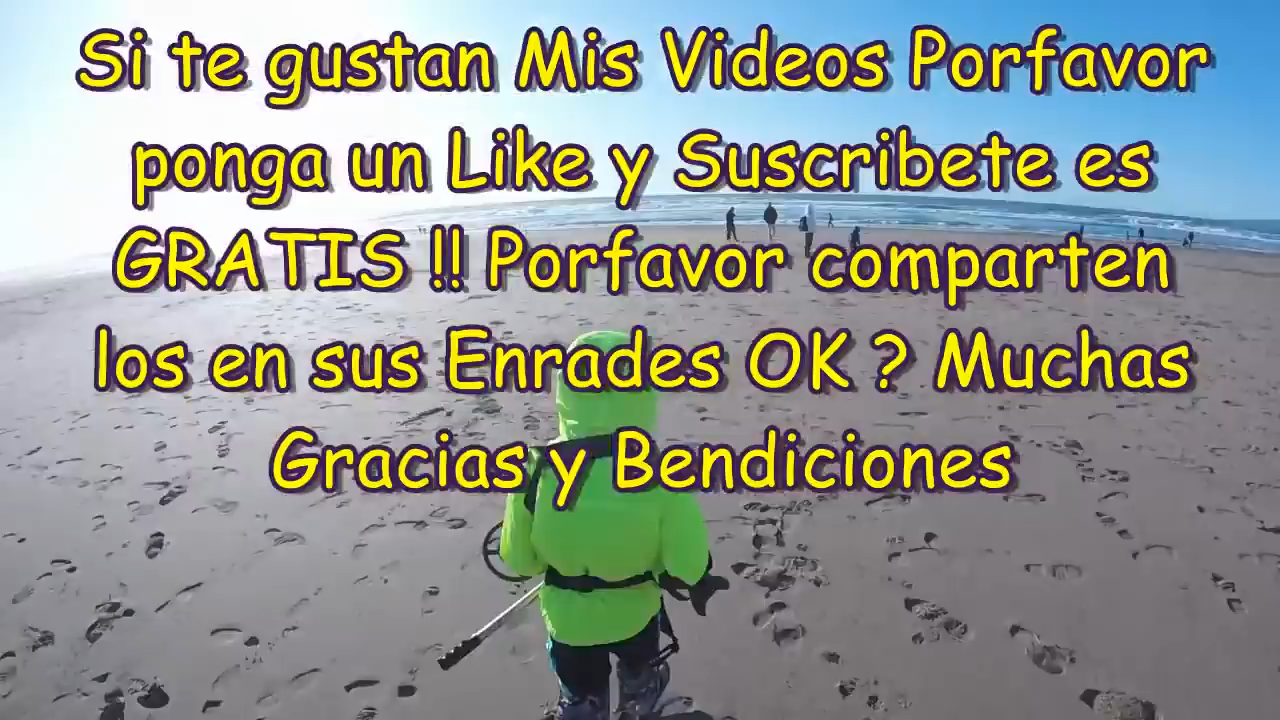 Si te gustan Mis Videos Porfavor
ponga un Like y Suscribete es
GRATIS !! Porfavor comparten
los en sus Enrades OK ? Muchas
Gracias y Bendiciones